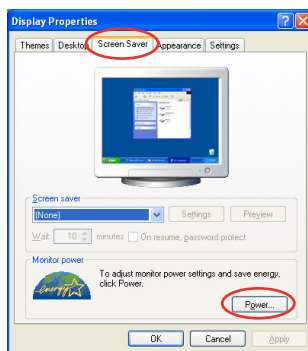 Display Properties
Themes Desktop Screen Saver Appearance Settings
start
Screen saver
(None) Settings Preview
Wait: 10 minutes On resume, password protect
Monitor power
energy
To adjust monitor power settings and save energy,
click Power.
Power...
OK Cancel Apply